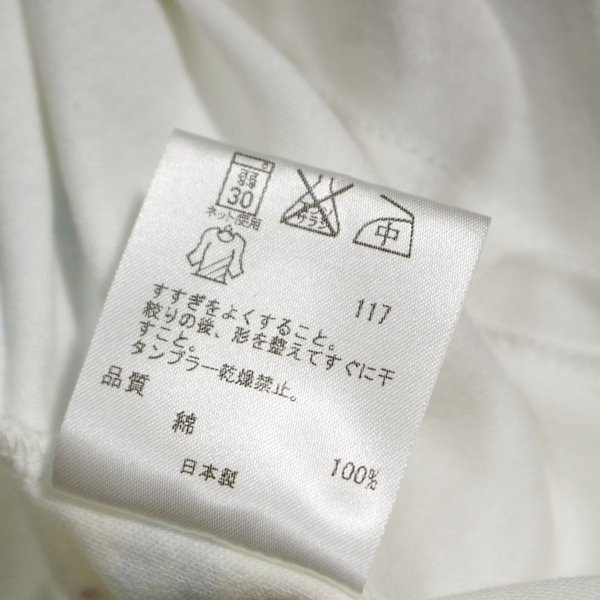 弱
30
ネット使用
エンソ
サラシ
中
117
すすぎをよくすること。
絞りの後、形を整えてすぐに干
すこと。
タンブラー乾燥禁止。
品質
綿 100%
日本製